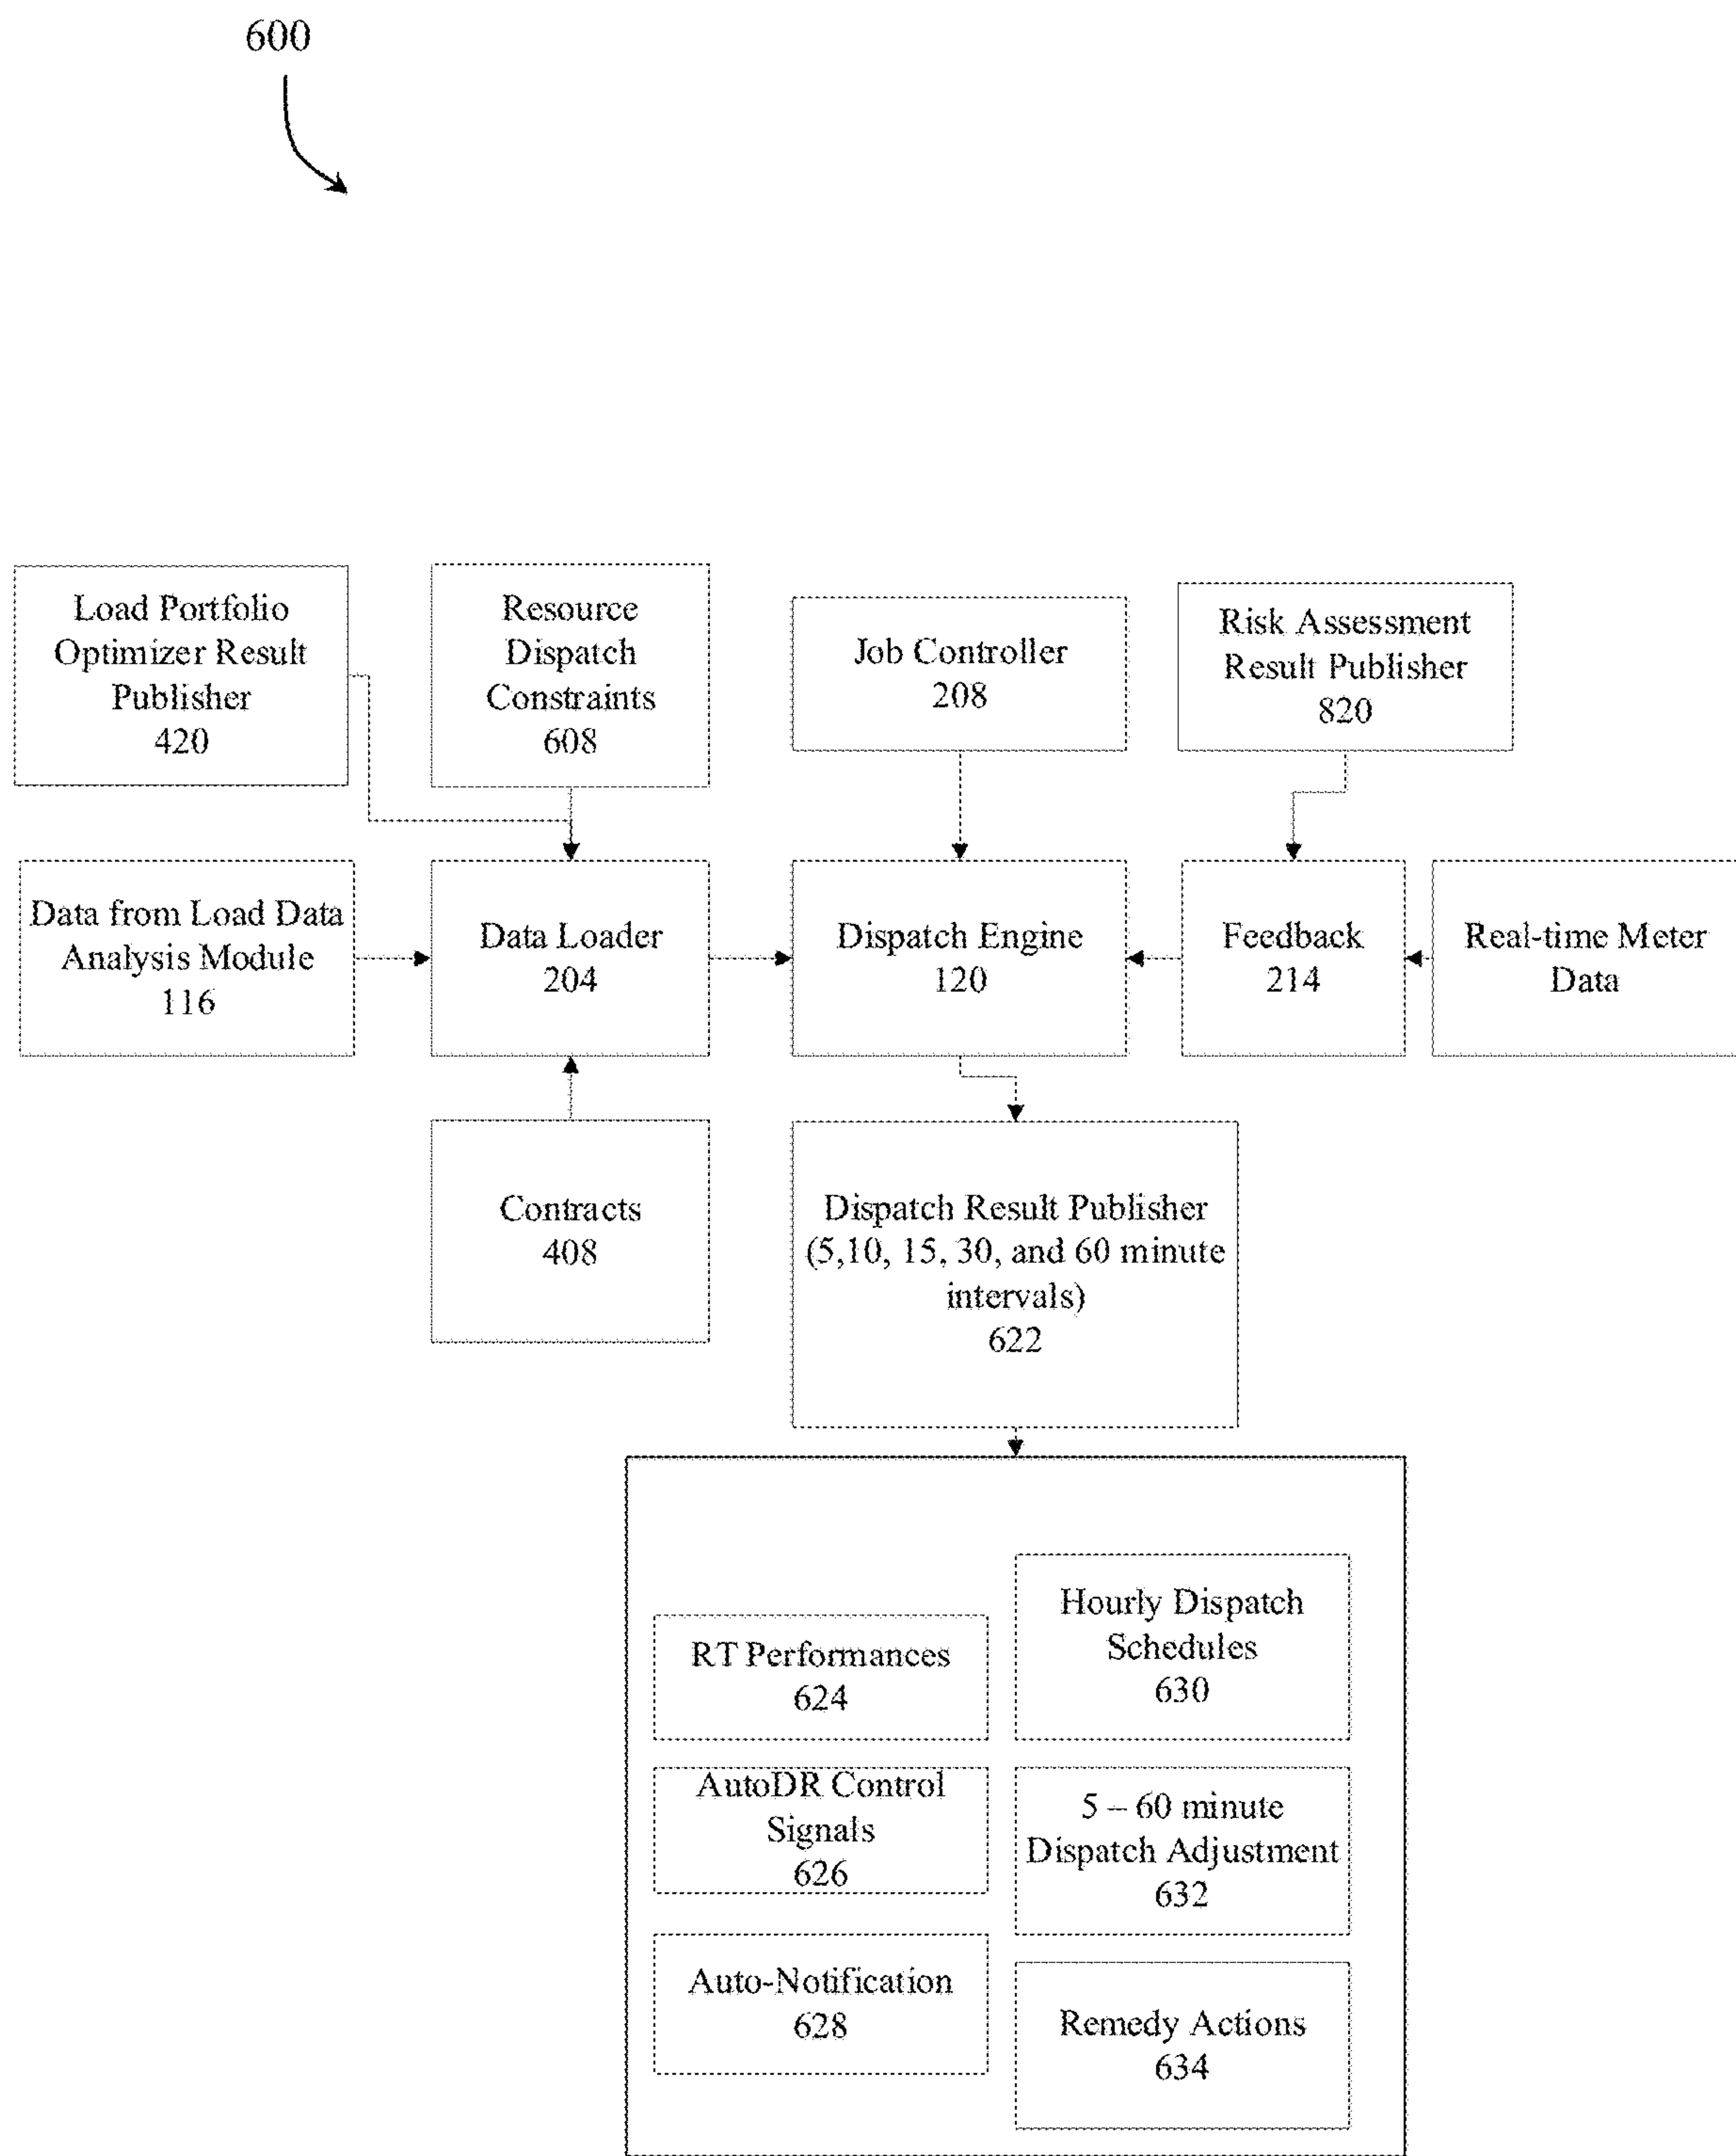 600
Load Portfolio
Optimizer Result
Publisher
420
Resource
Dispatch
Constraints
608
Job Controller
208
Risk Assessment
Result Publisher
820
Data from Load Data
Analysis Module
116
Data Loader
204
Dispatch Engine
120
Feedback
214
Real-time Meter
Data
Contracts
408
Dispatch Result Publisher
(5,10, 15, 30, and 60 minute
intervals)
622
RT Performances
624
Hourly Dispatch
Schedules
630
AutoDR Control
Signals
626
5 – 60 minute
Dispatch Adjustment
632
Auto-Notification
628
Remedy Actions
634